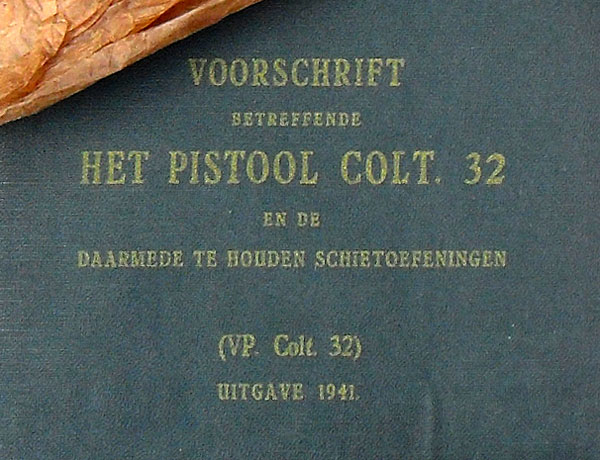 VOORSCHRIFT
BETREFFENDE
HET PISTOOL COLT. 32
EN DE
DAARMEDE TE HOUDEN SCHIETOEFENINGEN
(VP. Colt. 32)
UITGAVE 1941.